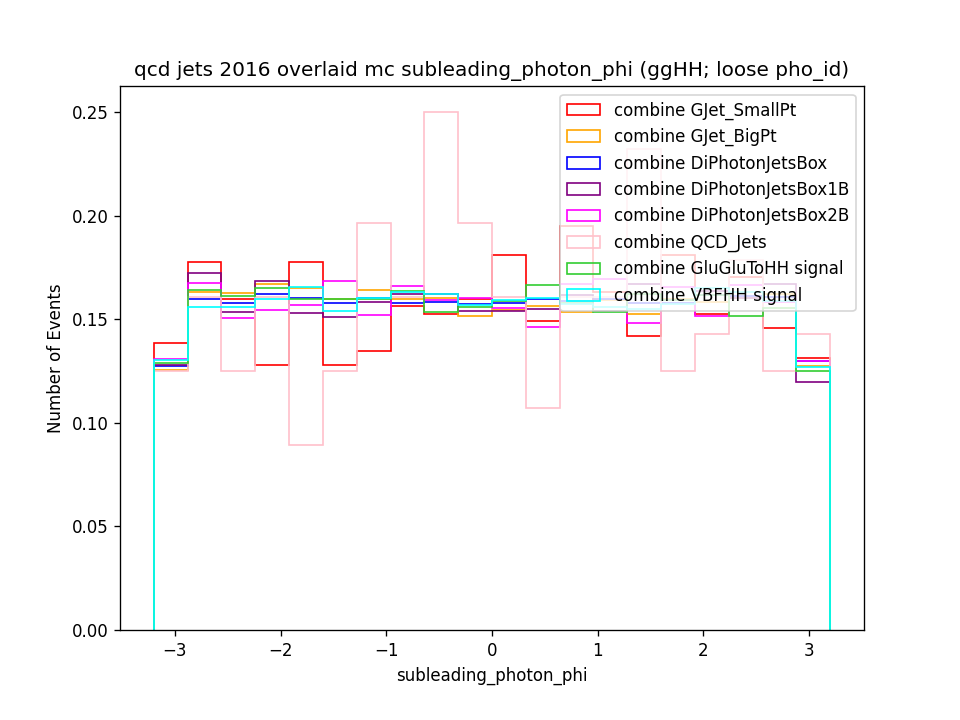 qcd jets 2016 overlaid mc subleading_photon_phi (ggHH; loose pho_id)
combine GJet_SmallPt
combine GJet_BigPt
combine DiPhotonJetsBox
combine DiPhotonJetsBox1B
combine DiPhotonJetsBox2B
combine QCD_Jets
combine GluGluToHH signal
combine VBFHH signal
Number of Events
0.25
0.20
0.15
0.10
0.05
0.00
−3
−2
−1
0
1
2
3
subleading_photon_phi